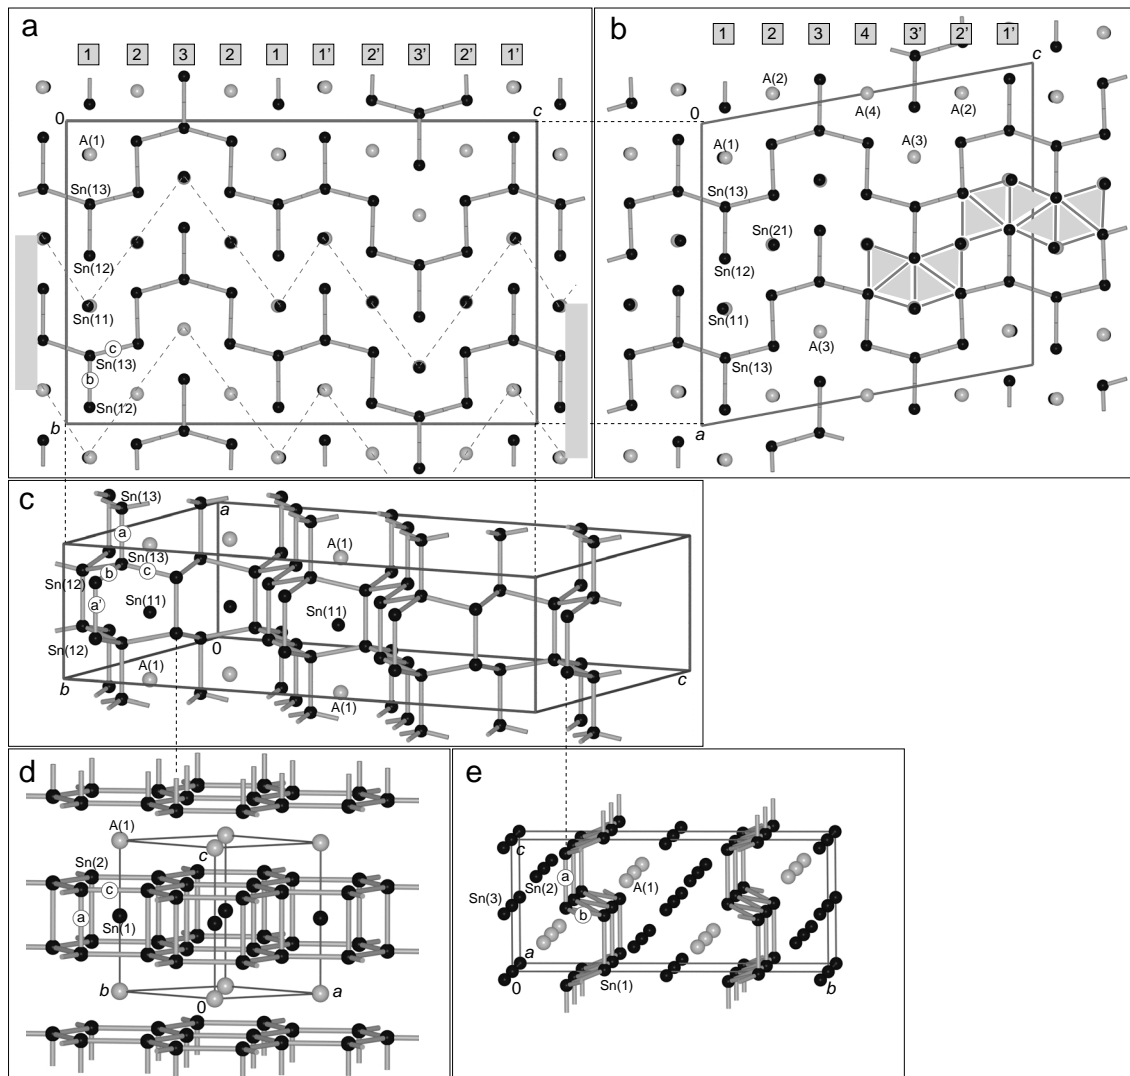 a
1 2 3 2 1 1' 2' 3' 2' 1'
0 c
A(1)
Sn(13)
Sn(12)
Sn(11)
c
Sn(13)
b
Sn(12)
b
b
1 2 3 4 3' 2' 1'
c
A(2)
0 A(4) A(2)
A(1) A(3)
Sn(13)
Sn(21)
Sn(12)
Sn(11)
A(3)
Sn(13)
a
c
Sn(13)
a
a A(1)
Sn(13)
b c
Sn(12)
a' Sn(11) Sn(11)
Sn(12)
0
A(1)
b A(1) c
d
A(1)
c
Sn(2)
c
a
Sn(1)
b a
0
e
c
a
Sn(2) A(1)
Sn(3)
b
a
Sn(1)
0 b